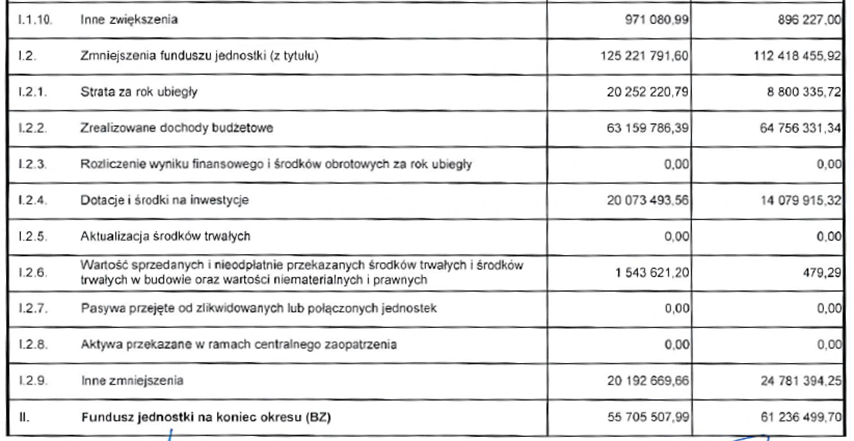 I.1.10. Inne zwiększenia 971 080,99 896 227,00
I.2. Zmniejszenia funduszu jednostki (z tytułu) 125 221 791,60 112 418 455,92
I.2.1. Strata za rok ubiegły 20 252 220,79 8 800 335,72
I.2.2. Zrealizowane dochody budżetowe 63 159 786,39 64 756 331,34
I.2.3. Rozliczenie wyniku finansowego i środków obrotowych za rok ubiegły 0,00 0,00
I.2.4. Dotacje i środki na inwestycje 20 073 493,56 14 079 915,32
I.2.5. Aktualizacja środków trwałych 0,00 0,00
I.2.6. Wartość sprzedanych i nieodpłatnie przekazanych środków trwałych i środków
trwałych w budowie oraz wartości niematerialnych i prawnych 1 543 621,20 479,29
I.2.7. Pasywa przejęte od zlikwidowanych lub połączonych jednostek 0,00 0,00
I.2.8. Aktywa przekazane w ramach centralnego zaopatrzenia 0,00 0,00
I.2.9. Inne zmniejszenia 20 192 669,66 24 781 394,25
II. Fundusz jednostki na koniec okresu (BZ) 55 705 507,99 61 236 499,70